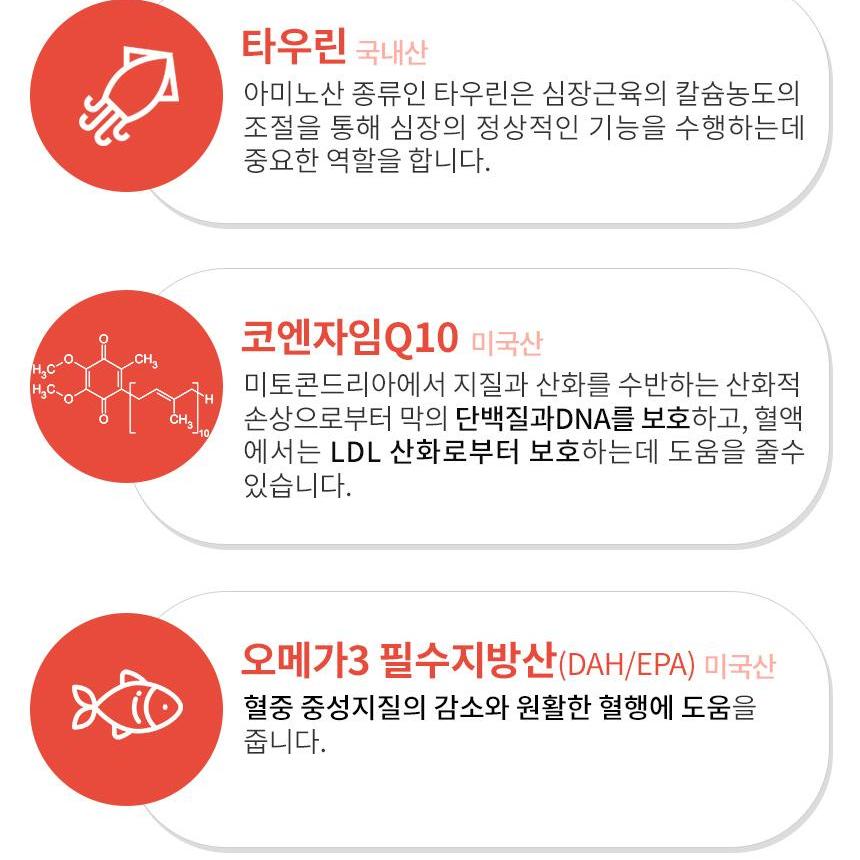 타우린 국내산
아미노산 종류인 타우린은 심장근육의 칼슘농도의
조절을 통해 심장의 정상적인 기능을 수행하는데
중요한 역할을 합니다.
코엔자임Q10 미국산
미토콘드리아에서 지질과 산화를 수반하는 산화적
손상으로부터 막의 단백질과DNA를 보호하고, 혈액
에서는 LDL 산화로부터 보호하는데 도움을 줄수
있습니다.
O
H₃C O CH₃
H₃C O H
O CH₃ 10
오메가3 필수지방산(DAH/EPA) 미국산
혈중 중성지질의 감소와 원활한 혈행에 도움을
줍니다.